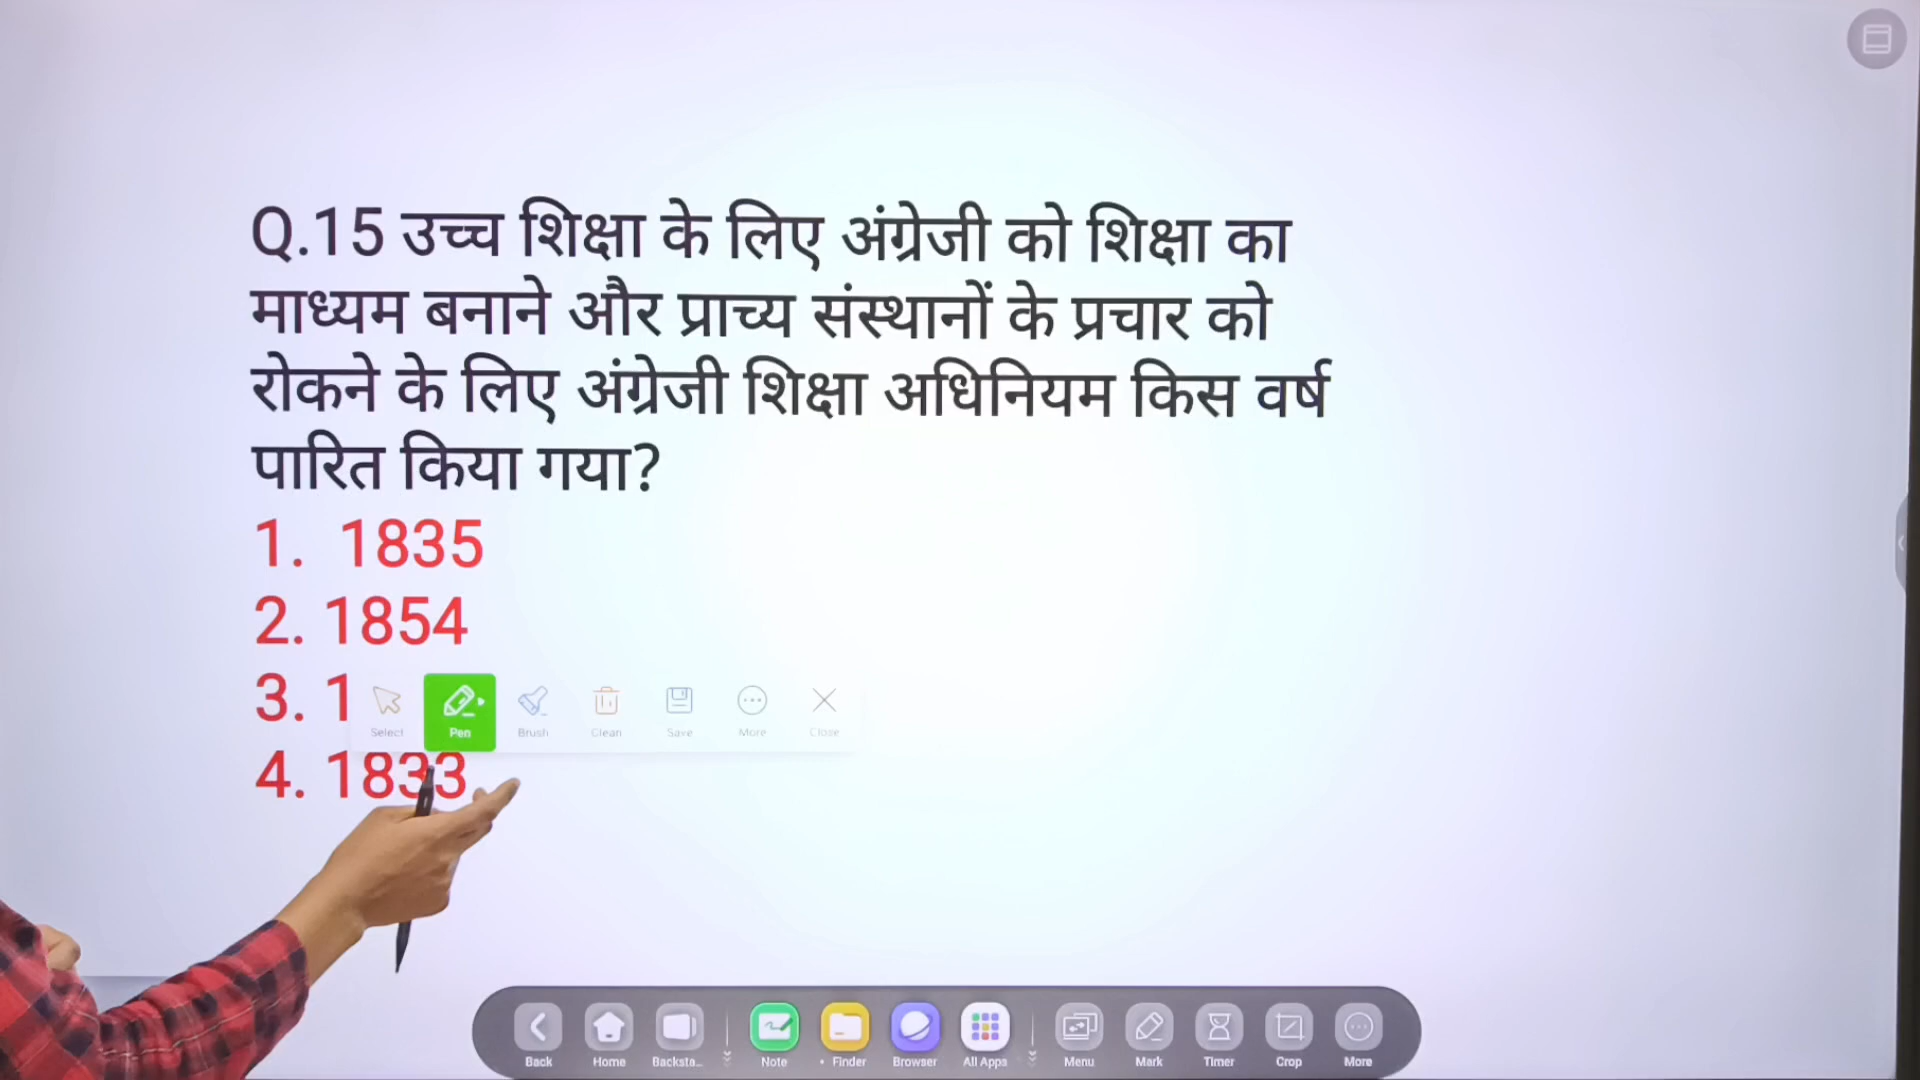 Q.15 उच्च शिक्षा के लिए अंग्रेजी को शिक्षा का
माध्यम बनाने और प्राच्य संस्थानों के प्रचार को
रोकने के लिए अंग्रेजी शिक्षा अधिनियम किस वर्ष
पारित किया गया?
1. 1835
2. 1854
3. 1
Select Pen Brush Clean Save More Close
4. 1833
Back Home Backsta... Note Finder Browser All Apps Menu Mark Timer Crop More